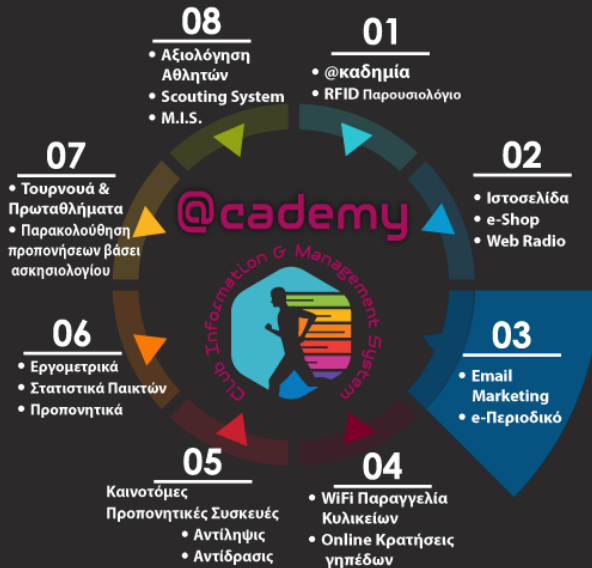 01
• @καδημία
• RFID Παρουσιολόγιο
02
• Ιστοσελίδα
• e-Shop
• Web Radio
03
• Email
Marketing
• e-Περιοδικό
04
• WiFi Παραγγελία
Κυλικείων
• Online Κρατήσεις
γηπέδων
05
Καινοτόμες
Προπονητικές Συσκευές
• Αντίληψις
• Αντίδρασις
06
• Εργομετρικά
• Στατιστικά Παικτών
• Προπονητικά
07
• Τουρνουά &
Πρωταθλήματα
• Παρακολούθηση
προπονήσεων βάσει
ασκησιολογίου
08
• Αξιολόγηση
Αθλητών
• Scouting System
• M.I.S.
@cademy
Club Information & Management System